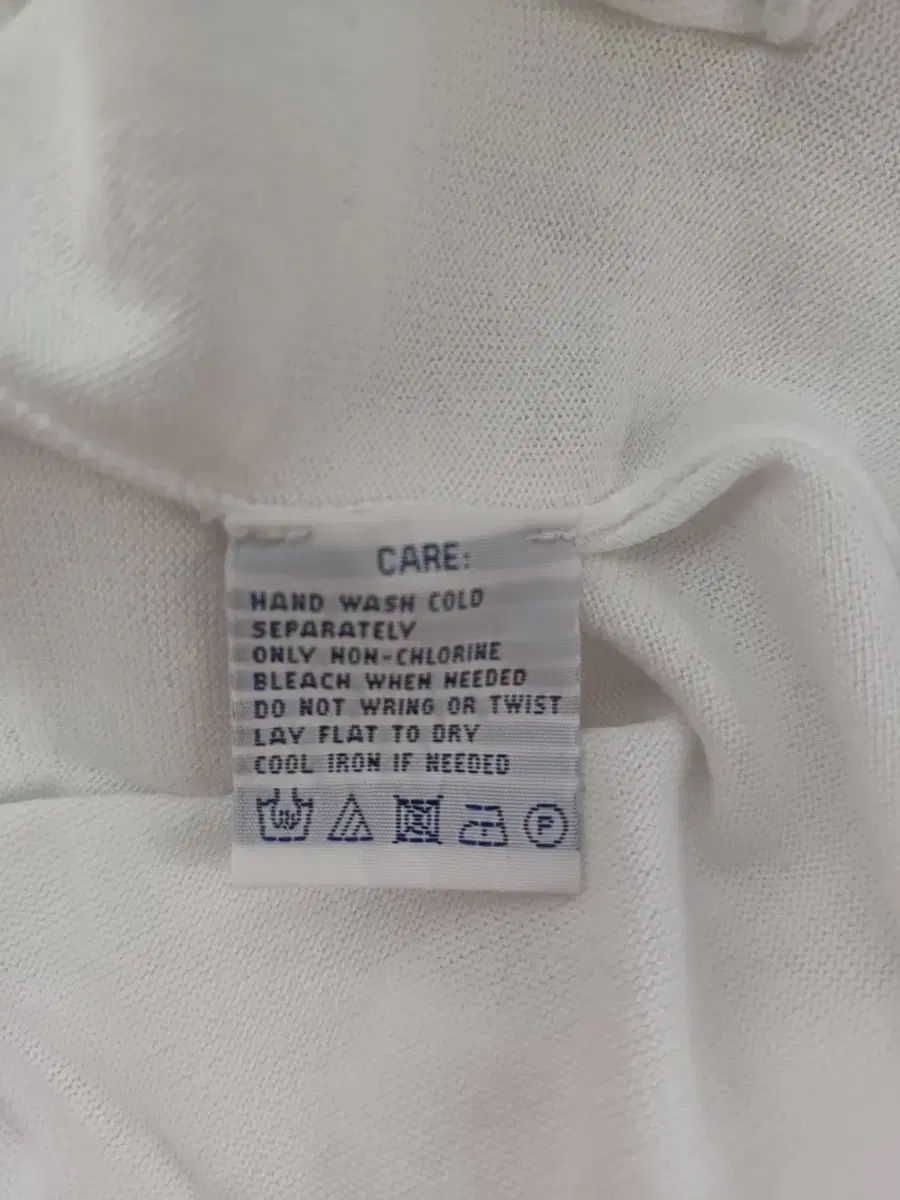 CARE:
HAND WASH COLD
SEPARATELY
ONLY NON-CHLORINE
BLEACH WHEN NEEDED
DO NOT WRING OR TWIST
LAY FLAT TO DRY
COOL IRON IF NEEDED
P